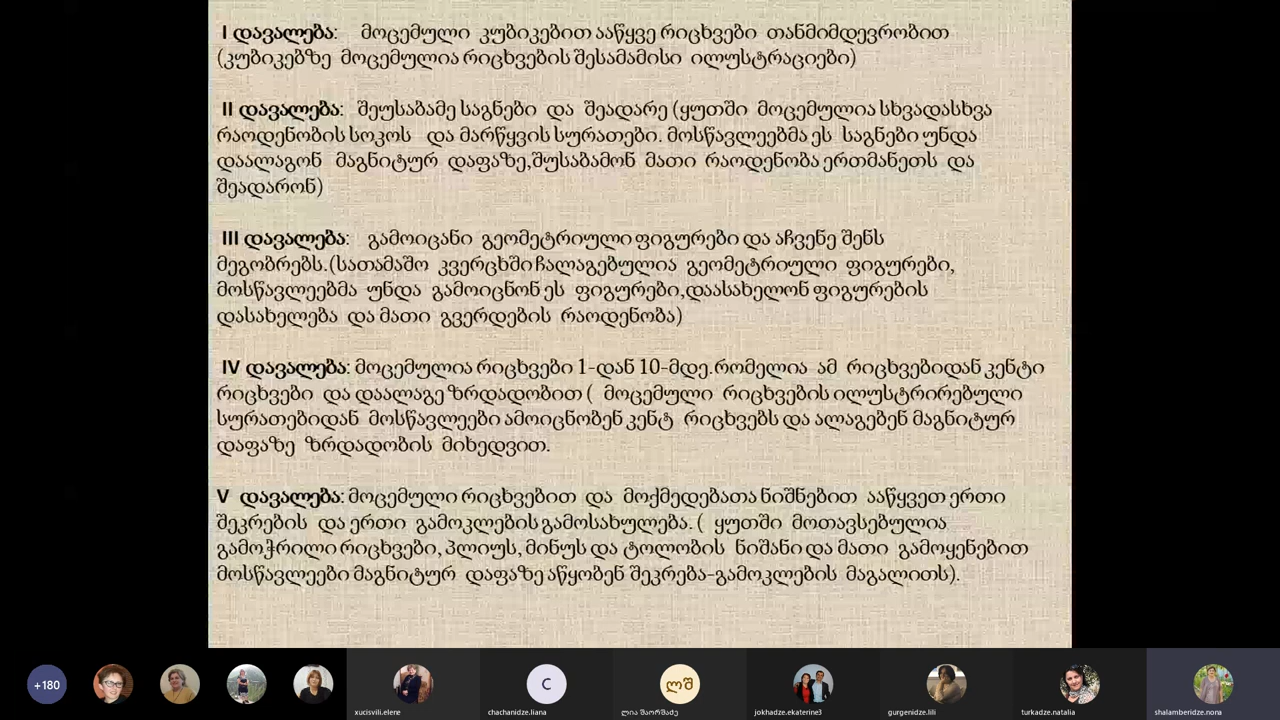 I დავალება: მოცემული კუბიკებით ააწყვე რიცხვები თანმიმდევრობით
(კუბიკებზე მოცემულია რიცხვების შესამამისი ილუსტრაციები)
II დავალება: შეუსაბამე საგნები და შეადარე (ყუთში მოცემულია სხვადასხვა
რაოდენობის სოკოს და მარწყვის სურათები. მოსწავლეებმა ეს საგნები უნდა
დაალაგონ მაგნიტურ დაფაზე,შუსაბამონ მათი რაოდენობა ერთმანეთს და
შეადარონ)
III დავალება: გამოიცანი გეომეტრიული ფიგურები და აჩვენე შენს
მეგობრებს.(სათამაშო კვერცხში ჩალაგებულია გეომეტრიული ფიგურები,
მოსწავლეებმა უნდა გამოიცნონ ეს ფიგურები,დაასახელონ ფიგურების
დასახელება და მათი გვერდების რაოდენობა)
IV დავალება: მოცემულია რიცხვები 1-დან 10-მდე.რომელია ამ რიცხვებიდან კენტი
რიცხვები და დაალაგე ზრდადობით ( მოცემული რიცხვების ილუსტრირებული
სურათებიდან მოსწავლეები ამოიცნობენ კენტ რიცხვებს და ალაგებენ მაგნიტურ
დაფაზე ზრდადობის მიხედვით.
V დავალება: მოცემული რიცხვებით და მოქმედებათა ნიშნებით ააწყვეთ ერთი
შეკრების და ერთი გამოკლების გამოსახულება. ( ყუთში მოთავსებულია
გამოჭრილი რიცხვები, პლიუს, მინუს და ტოლობის ნიშანი და მათი გამოყენებით
მოსწავლეები მაგნიტურ დაფაზე აწყობენ შეკრება-გამოკლების მაგალითს).
+180 C ლშ
xucisvili.elere chachanidze.liana ლია შაორშაძე jokhadze.ekaterine3 gurgenidze.lili turkadze.natalia shalamberidze.nona